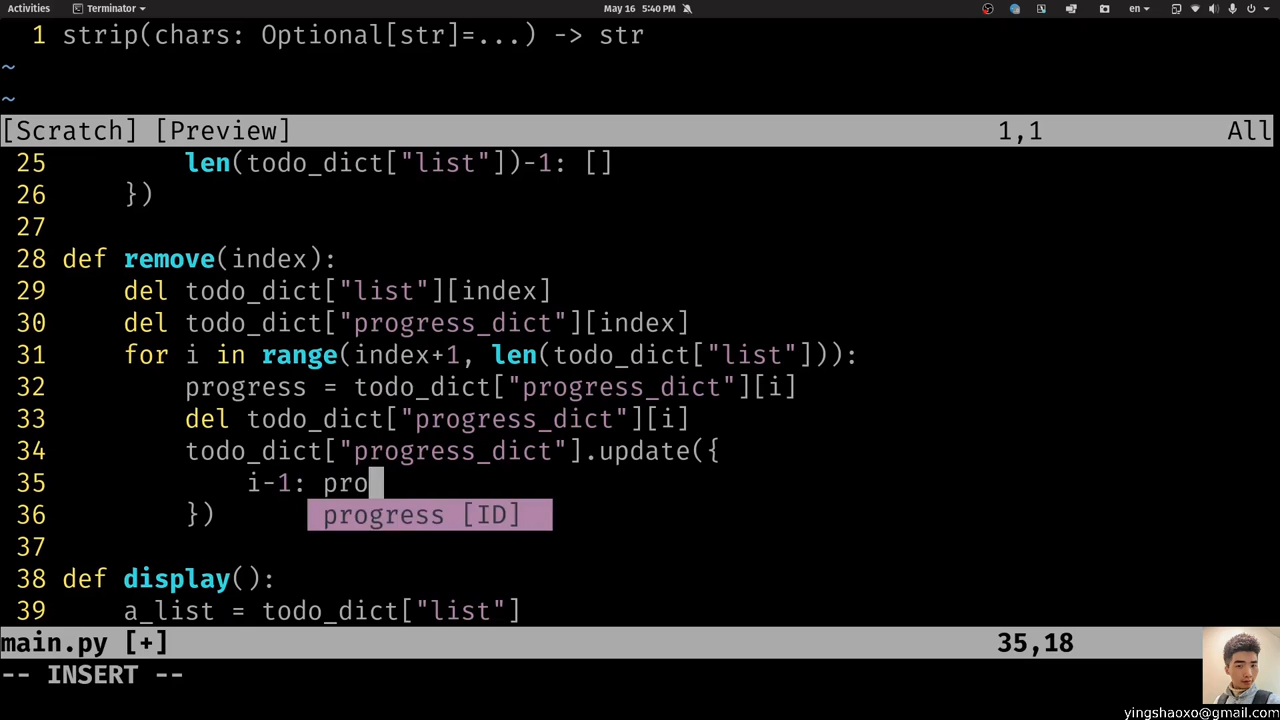 Activities Terminator May 16 5:40 PM en
1 strip(chars: Optional[str]=...) -> str
~
~
[Scratch] [Preview] 1,1 All
25 len(todo_dict["list"])-1: []
26 })
27
28 def remove(index):
29 del todo_dict["list"][index]
30 del todo_dict["progress_dict"][index]
31 for i in range(index+1, len(todo_dict["list"])):
32 progress = todo_dict["progress_dict"][i]
33 del todo_dict["progress_dict"][i]
34 todo_dict["progress_dict"].update({
35 i-1: pro
36 }) progress [ID]
37
38 def display():
39 a_list = todo_dict["list"]
main.py [+] 35,18
-- INSERT --
yingshaoxo@gmail.com